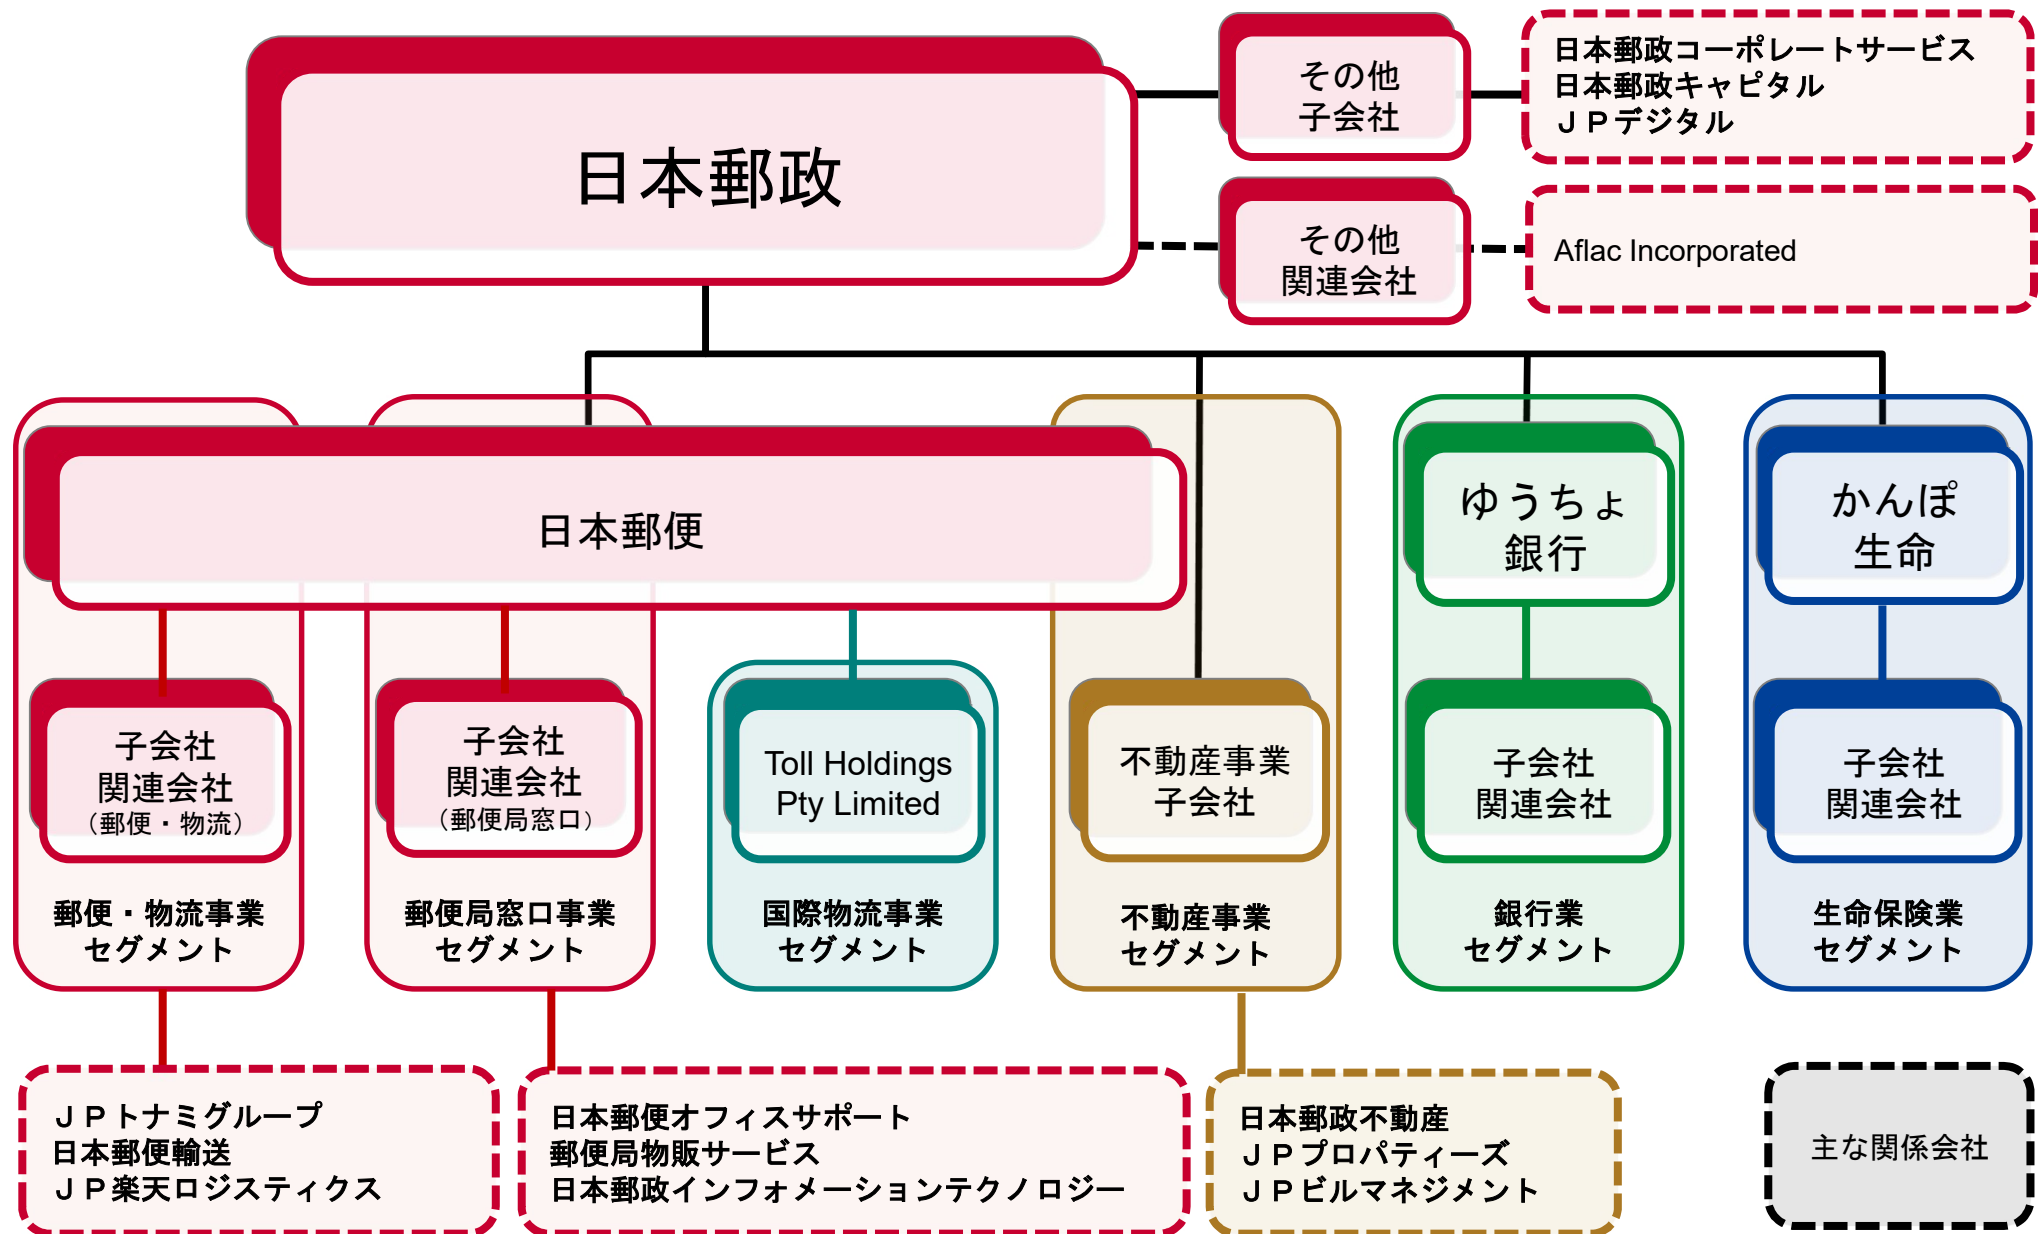 日本郵政
その他
子会社
日本郵政コーポレートサービス
日本郵政キャピタル
ＪＰデジタル
その他
関連会社
Aflac Incorporated
日本郵便
ゆうちょ
銀行
かんぽ
生命
子会社
関連会社
（郵便・物流）
子会社
関連会社
（郵便局窓口）
Toll Holdings
Pty Limited
不動産事業
子会社
子会社
関連会社
子会社
関連会社
郵便・物流事業
セグメント
郵便局窓口事業
セグメント
国際物流事業
セグメント
不動産事業
セグメント
銀行業
セグメント
生命保険業
セグメント
ＪＰトナミグループ
日本郵便輸送
ＪＰ楽天ロジスティクス
日本郵便オフィスサポート
郵便局物販サービス
日本郵政インフォメーションテクノロジー
日本郵政不動産
ＪＰプロパティーズ
ＪＰビルマネジメント
主な関係会社